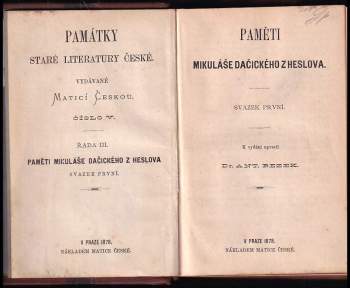 PAMÁTKY
STARÉ LITERATURY ČESKÉ.
VYDÁVANÉ
MATICÍ ČESKOU.
ČÍSLO V.
ŘADA III.
PAMĚTI MIKULÁŠE DAČICKÉHO Z HESLOVA
SVAZEK PRVNÍ.
V PRAZE 1878.
NÁKLADEM MATICE ČESKÉ.
PAMĚTI
MIKULÁŠE DAČICKÉHO Z HESLOVA.
SVAZEK PRVNÍ.
K vydání upravil
Dr. ANT. REZEK.
V PRAZE 1878.
NÁKLADEM MATICE ČESKÉ.